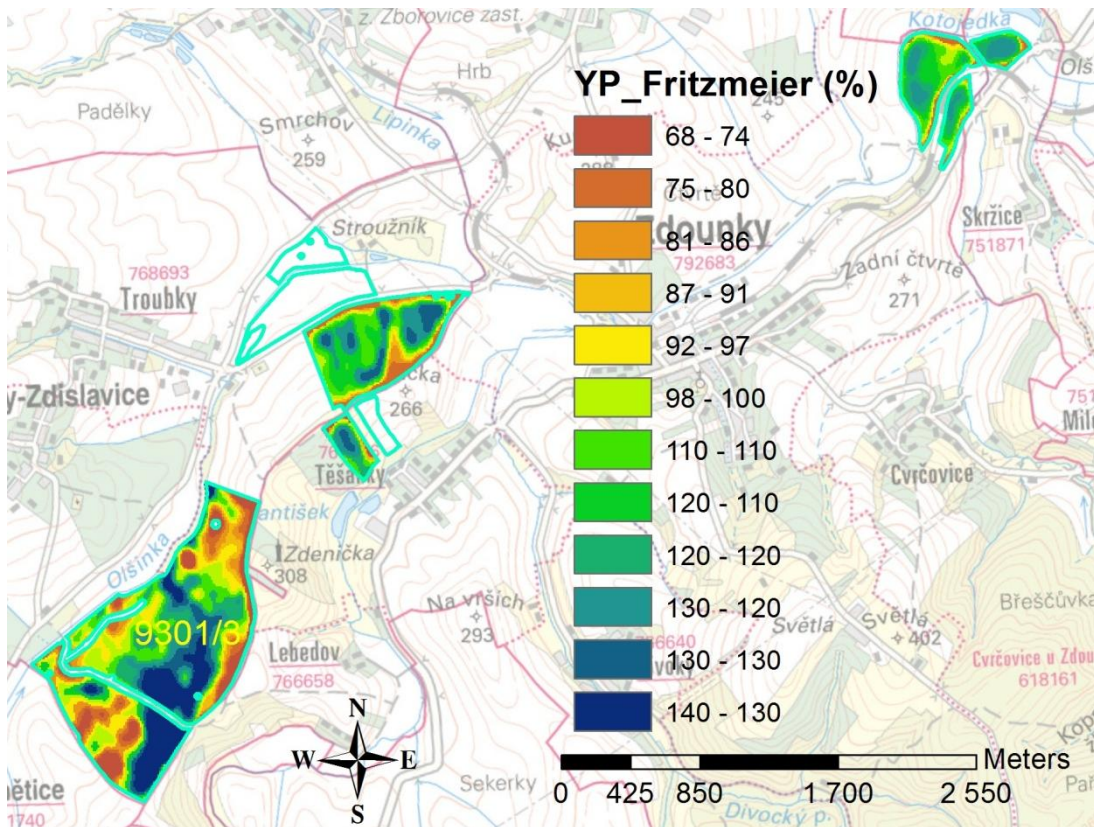 z. Zborovice zast.
Kotojedka
Olš
Padělky
Hrb
Smrchov
259
Lipinka
YP_Fritzmeier (%)
245
68 - 74
75 - 80
81 - 86
87 - 91
92 - 97
98 - 100
110 - 110
120 - 110
120 - 120
130 - 120
130 - 130
140 - 130
Ku
Zdounky
792683
Skržice
751871
Zadní čtvrtě
271
Stroužník
768693
Troubky
y-Zdislavice
266
Těšánky
751
Cvrčovice
Olšinka
Zdenička
308
9301/3
Lebedov
766658
Na vrších
293
Světlá
Světlá
402
Břeščůvka
Cvrčovice u Zdou
618161
N
W
E
S
Sekerky
Divocký p.
Meters
0
425
850
1 700
2 550
ětice
1740